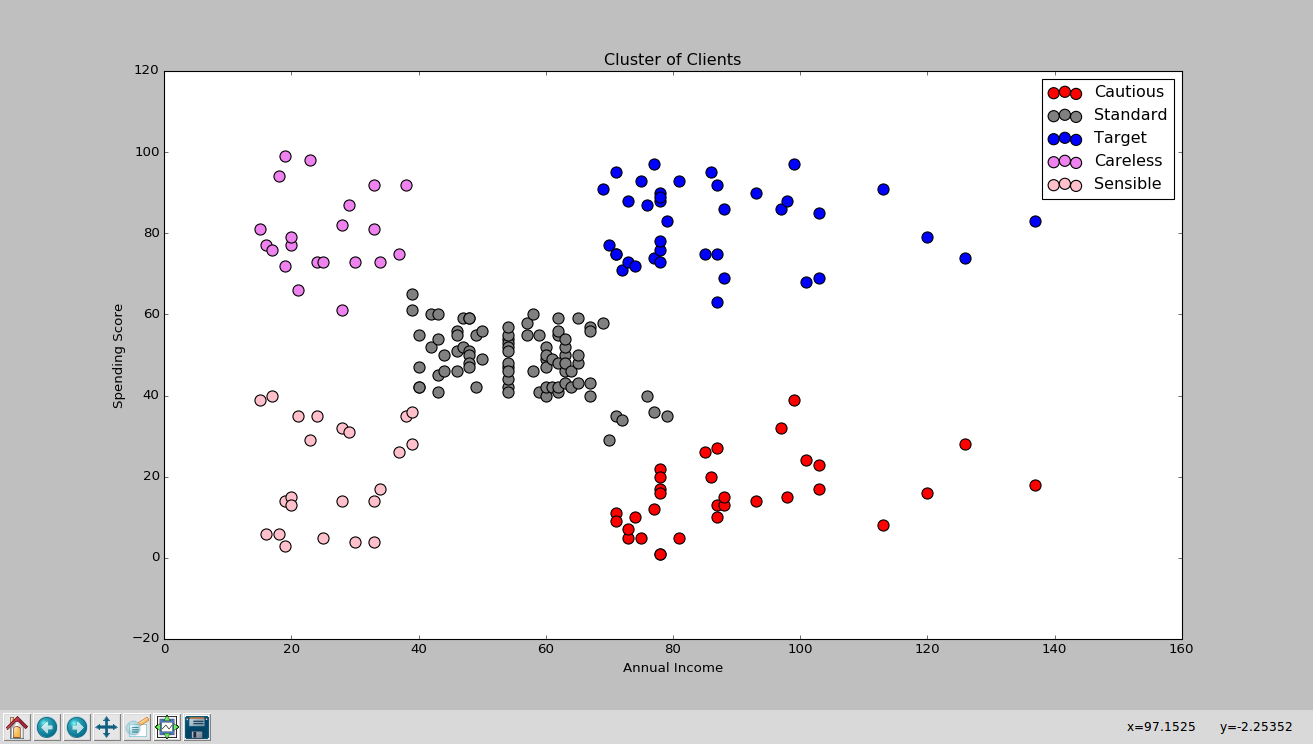 Cluster of Clients
120
100
80
60
40
20
0
−20
Spending Score
0 20 40 60 80 100 120 140 160
Annual Income
Cautious
Standard
Target
Careless
Sensible
x=97.1525 y=-2.25352